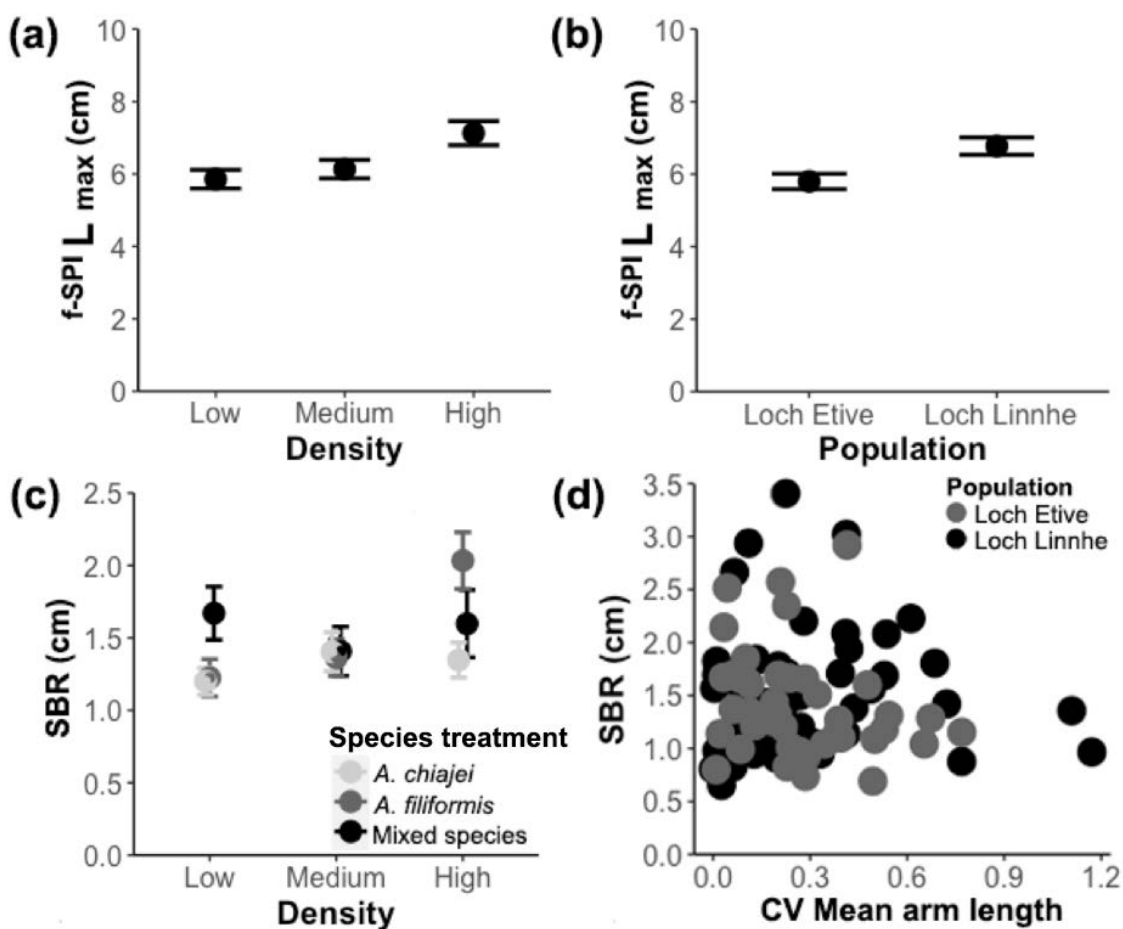 (a)
10
8
6
4
2
0
f-SPI L max (cm)
Low Medium High
Density
(b)
10
8
6
4
2
0
f-SPI L max (cm)
Loch Etive Loch Linnhe
Population
(c)
2.5
2.0
1.5
1.0
0.5
0.0
SBR (cm)
Species treatment
A. chiajei
A. filiformis
Mixed species
Low Medium High
Density
(d)
3.5
3.0
2.5
2.0
1.5
1.0
0.5
0.0
SBR (cm)
Population
Loch Etive
Loch Linnhe
0.0 0.3 0.6 0.9 1.2
CV Mean arm length